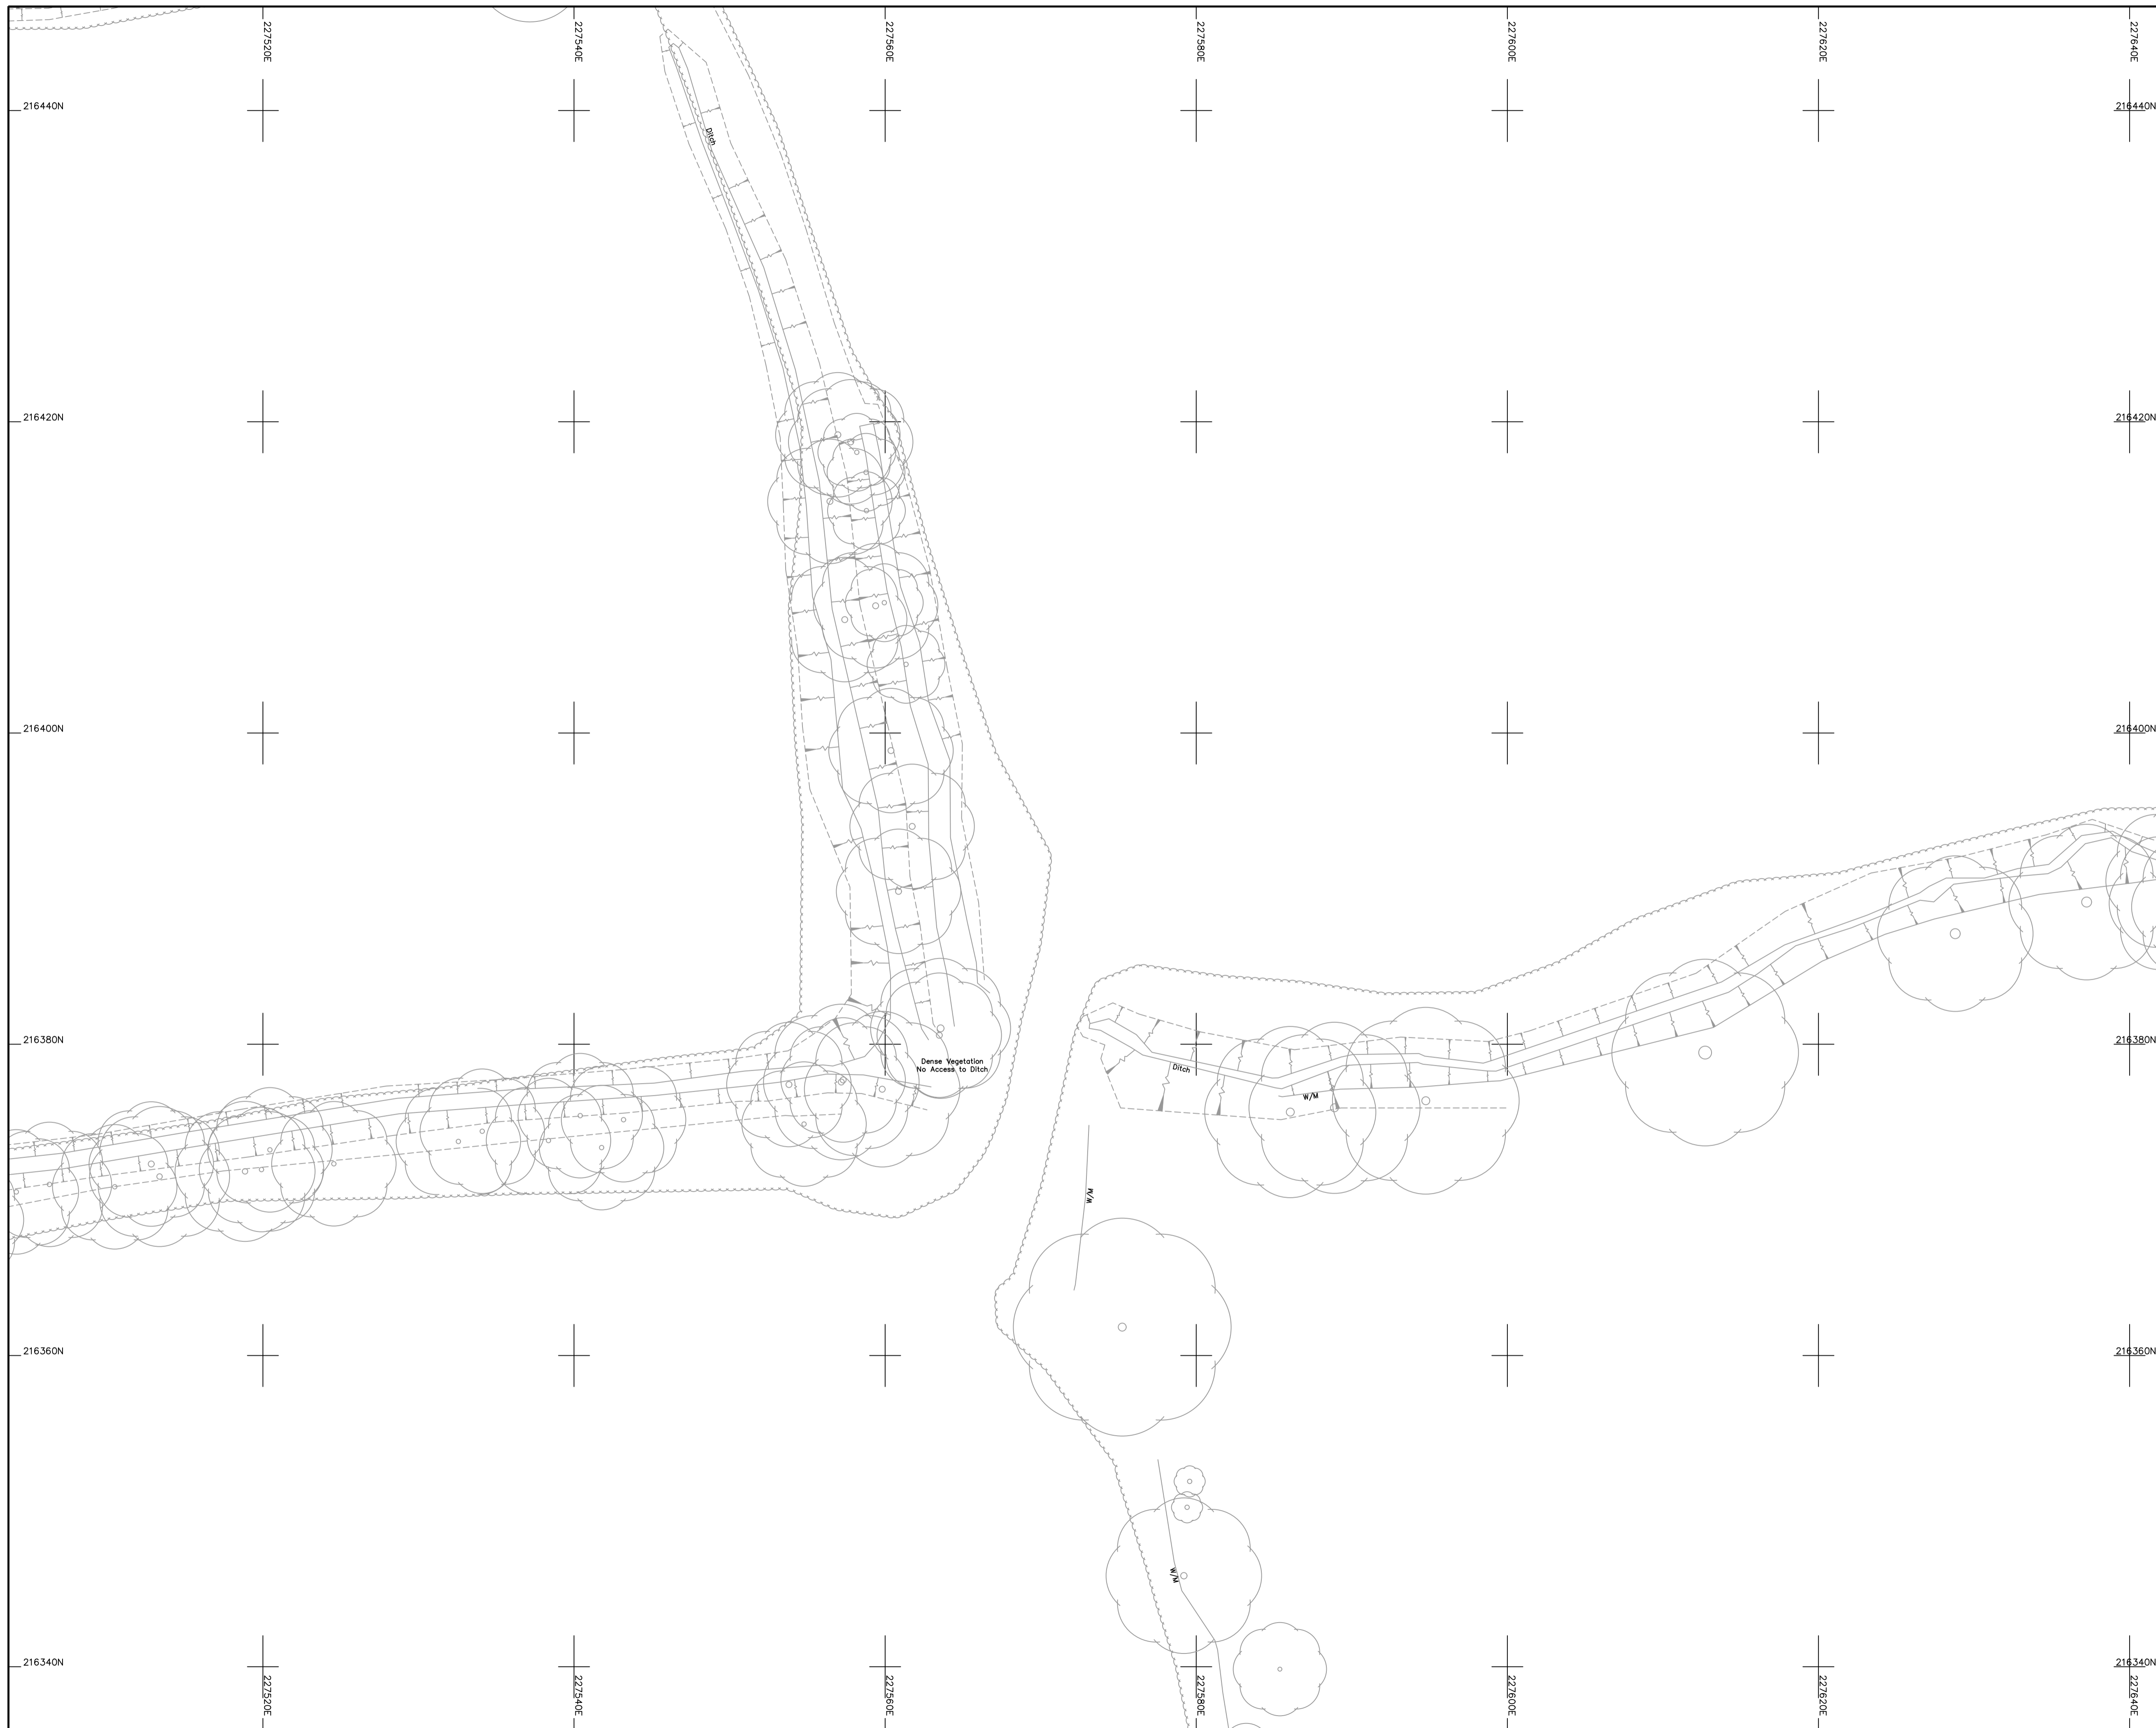 227520E
227540E
227560E
227580E
227600E
227620E
227640E
216440N
216440N
Ditch
216420N
216420N
216400N
216400N
216380N
216380N
Dense Vegetation
No Access to Ditch
Ditch
W/M
W/M
216360N
216360N
W/M
216340N
216340N
227520E
227540E
227560E
227580E
227600E
227620E
227640E